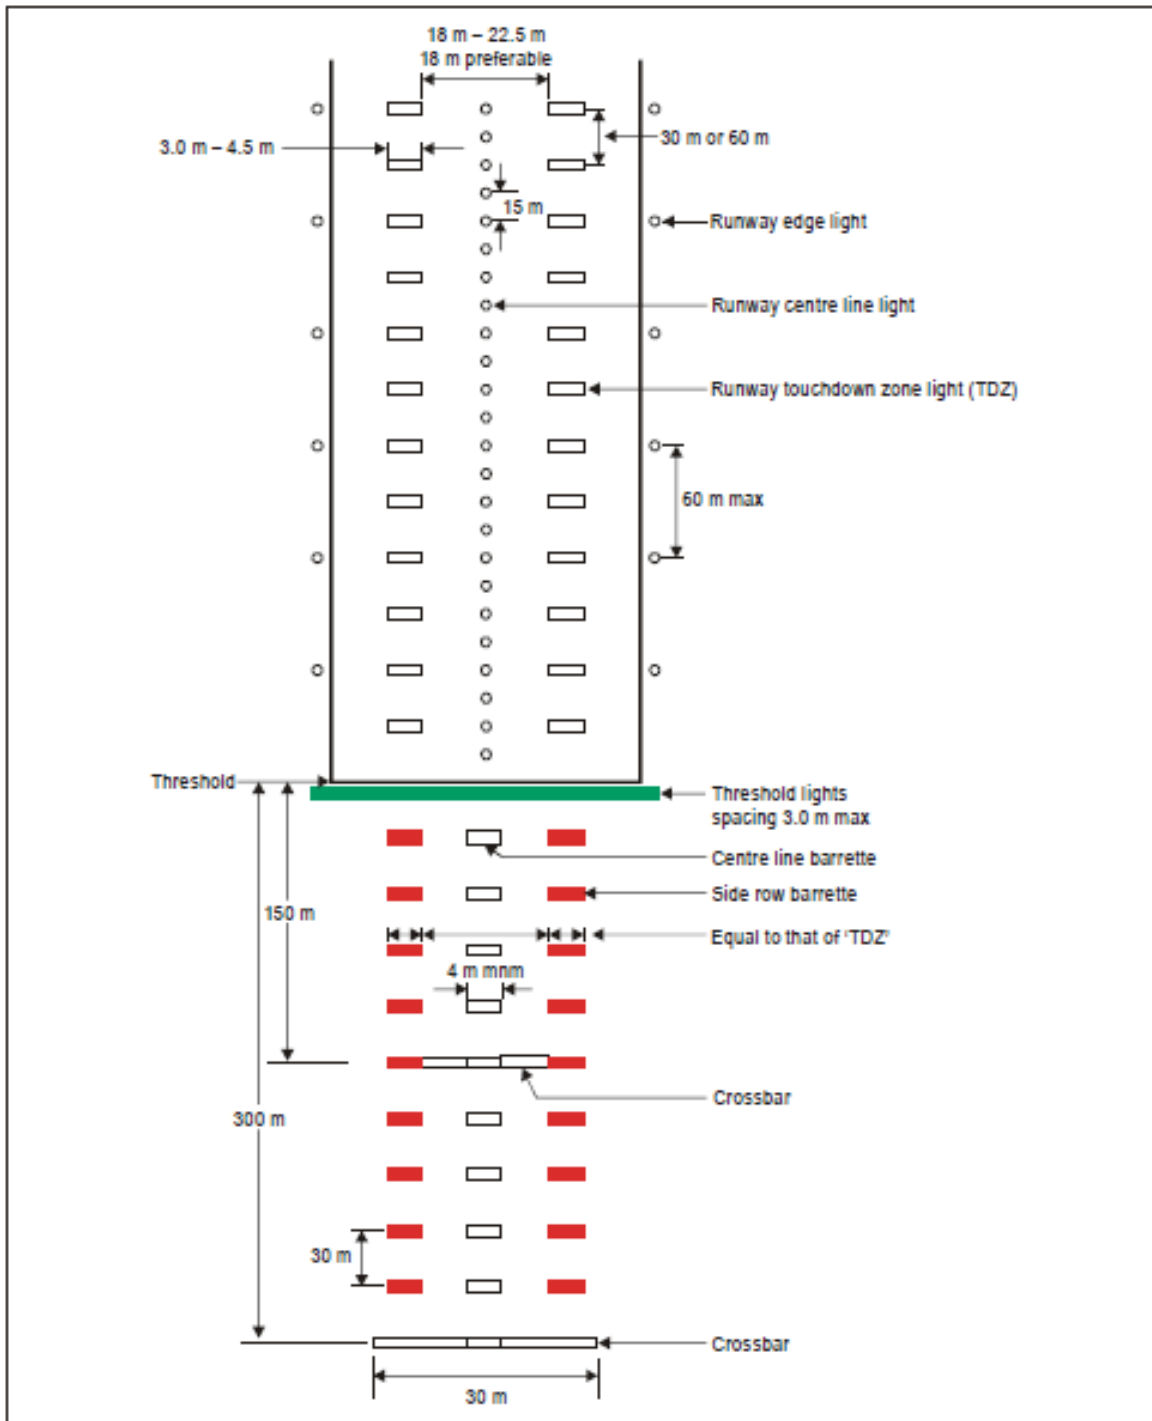 18 m – 22.5 m
18 m preferable
30 m or 60 m
3.0 m – 4.5 m
15 m
Runway edge light
Runway centre line light
Runway touchdown zone light (TDZ)
60 m max
Threshold
Threshold lights
spacing 3.0 m max
Centre line barrette
Side row barrette
150 m
Equal to that of ‘TDZ’
4 m mnm
Crossbar
300 m
30 m
Crossbar
30 m